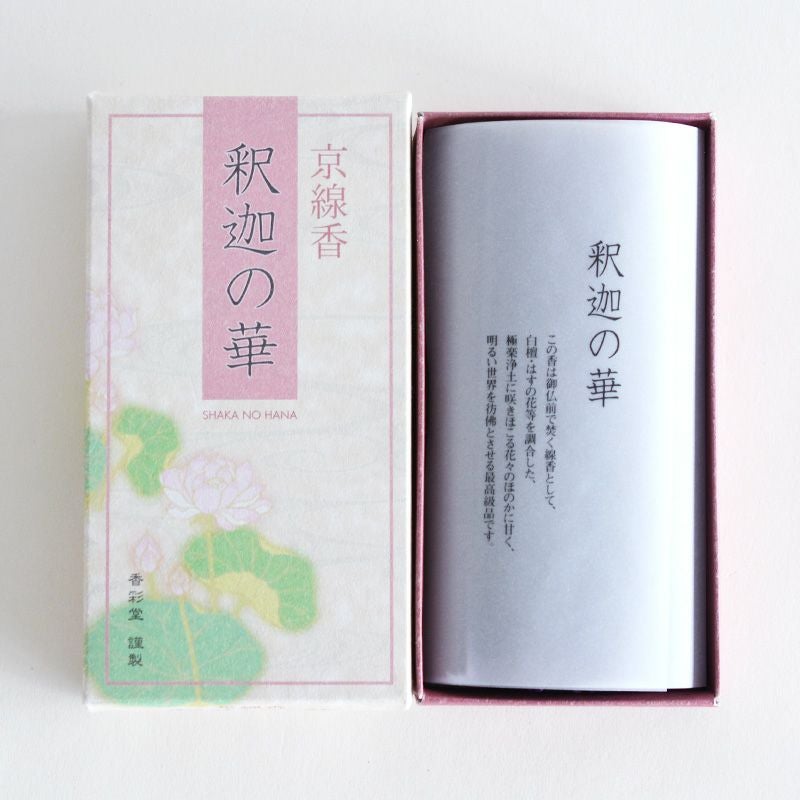 京線香
釈迦の華
SHAKA NO HANA
香彩堂 謹製
釈迦の華
この香は御仏前で焚く線香として、
白檀・はすの花等を調合した、
極楽浄土に咲きほこる花々のほのかに甘く、
明るい世界を彷彿とさせる最高級品です。